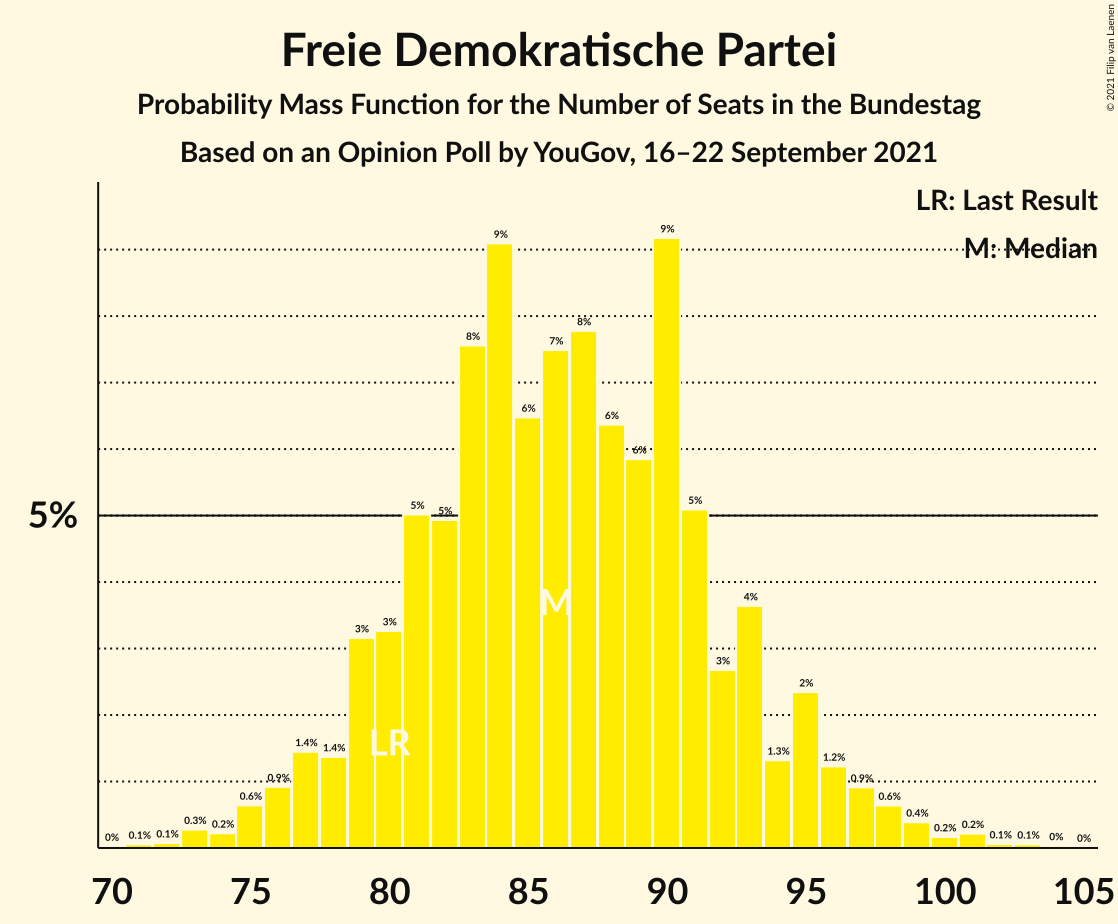 © 2021 Filip van Laenen
Freie Demokratische Partei
Probability Mass Function for the Number of Seats in the Bundestag
Based on an Opinion Poll by YouGov, 16–22 September 2021
LR: Last Result
M: Median
5%
0% 0.1% 0.1% 0.3% 0.2% 0.6% 0.9% 1.4% 1.4% 3% 3% 5% 5% 8% 9% 6% 7% 8% 6% 6% 9% 5% 3% 4% 1.3% 2% 1.2% 0.9% 0.6% 0.4% 0.2% 0.2% 0.1% 0.1% 0% 0%
M
LR
70 75 80 85 90 95 100 105